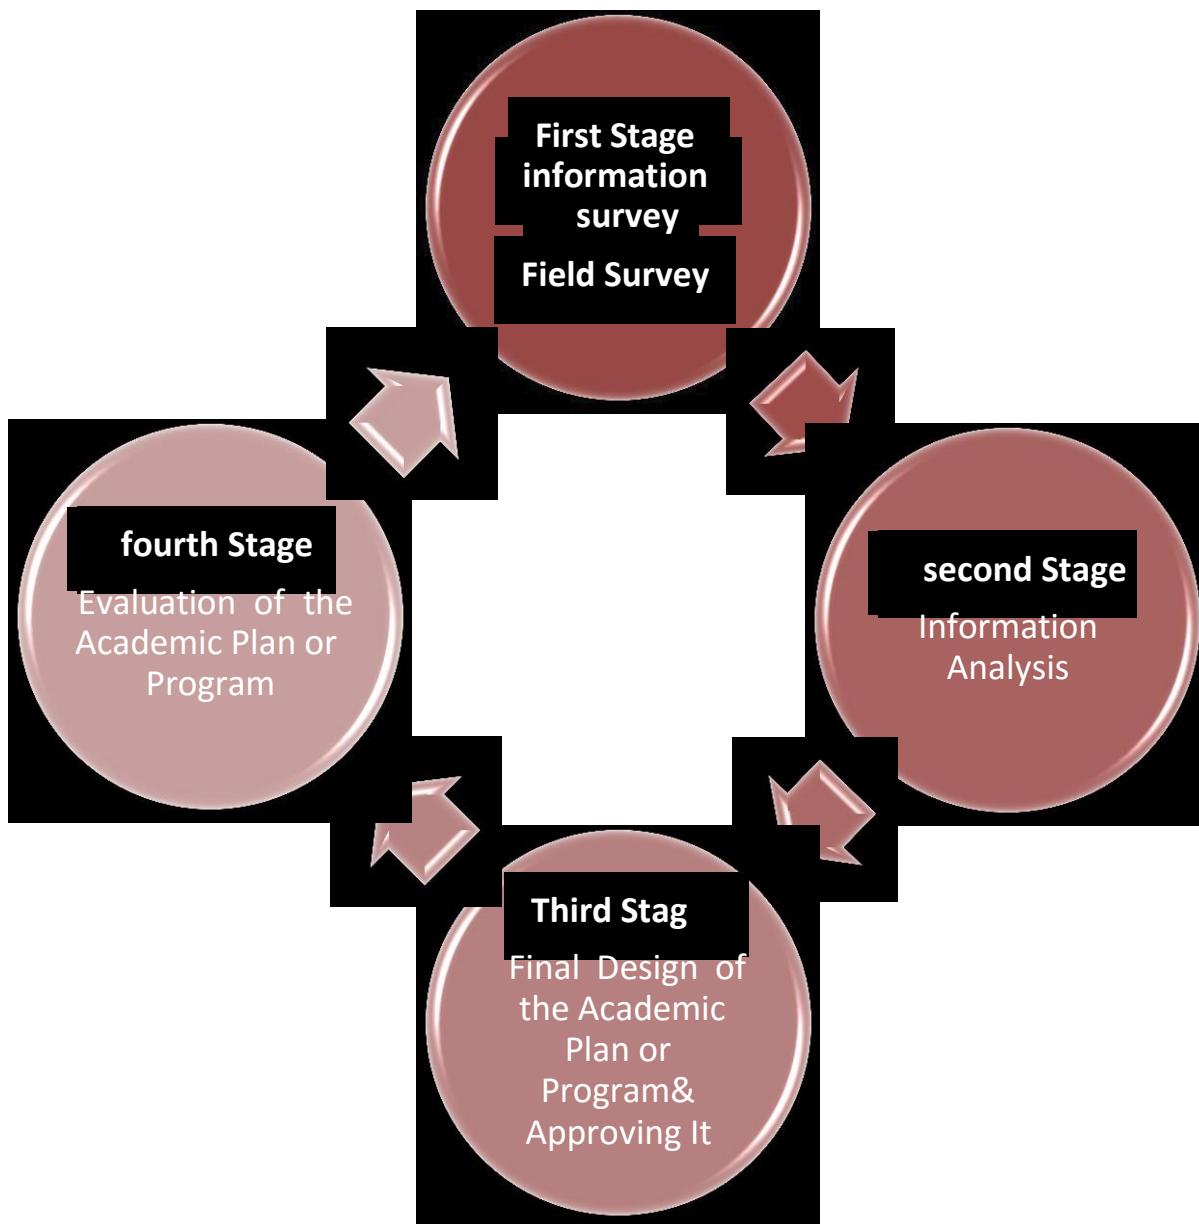 First Stage
information
survey
Field Survey
second Stage
Information
Analysis
Third Stag
Final Design of
the Academic
Plan or
Program&
Approving It
fourth Stage
Evaluation of the
Academic Plan or
Program